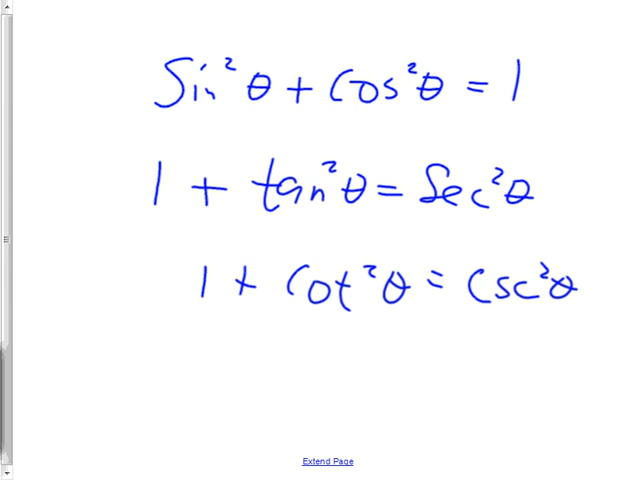 Sin²θ + Cos²θ = 1
1 + tan²θ = Sec²θ
1 + Cot²θ = Csc²θ
Extend Page